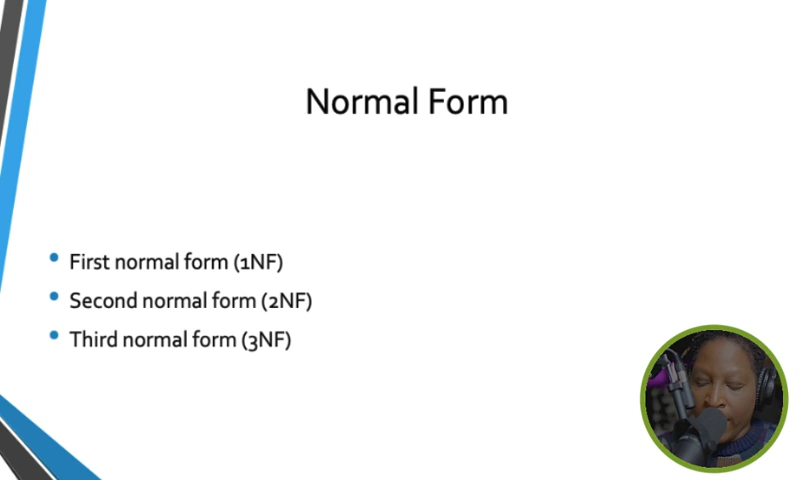 Normal Form
• First normal form (1NF)
• Second normal form (2NF)
• Third normal form (3NF)